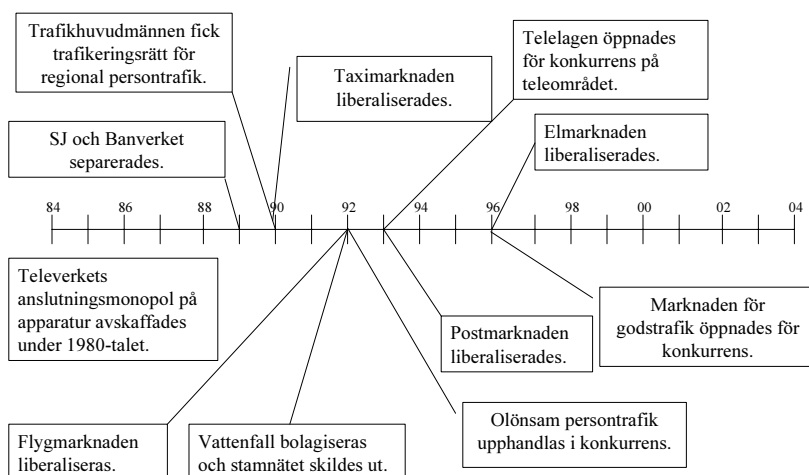 Trafikhuvudmännen fick
trafikeringsrätt för
regional persontrafik.
Taximarknaden
liberaliserades.
Telelagen öppnades
för konkurrens på
teleområdet.
SJ och Banverket
separerades.
Elmarknaden
liberaliserades.
84 86 88 90 92 94 96 98 00 02 04
Televerkets
anslutningsmonopol på
apparatur avskaffades
under 1980-talet.
Postmarknaden
liberaliserades.
Marknaden för
godstrafik öppnades för
konkurrens.
Flygmarknaden
liberaliseras.
Vattenfall bolagiseras
och stamnätet skildes ut.
Olönsam persontrafik
upphandlas i konkurrens.